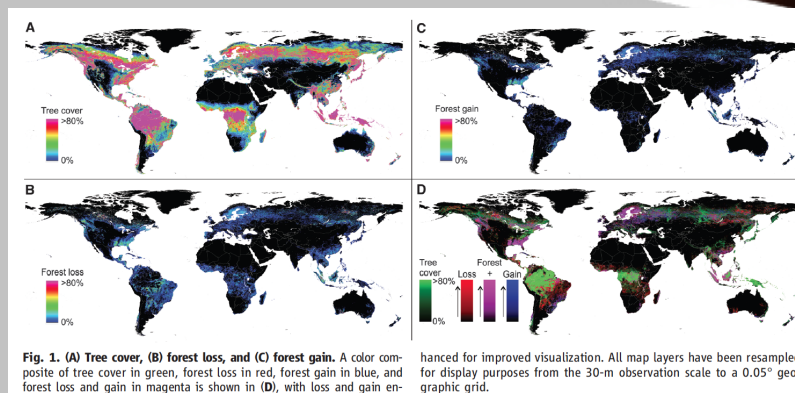 A
Tree cover
>80%
0%
C
Forest gain
>80%
0%
B
Forest loss
>80%
0%
D
Tree
cover
>80%
0%
Loss
Forest
+
Gain
Fig. 1. (A) Tree cover, (B) forest loss, and (C) forest gain. A color com-
posite of tree cover in green, forest loss in red, forest gain in blue, and
forest loss and gain in magenta is shown in (D), with loss and gain en-
hanced for improved visualization. All map layers have been resampled
for display purposes from the 30-m observation scale to a 0.05° geo
graphic grid.